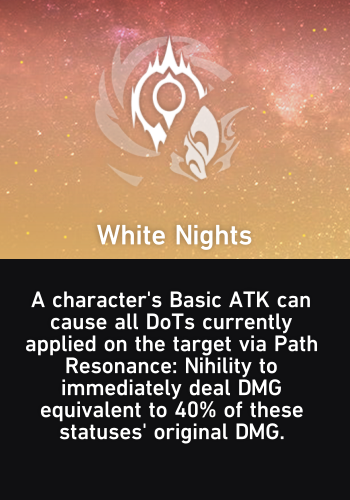 White Nights
A character's Basic ATK can
cause all DoTs currently
applied on the target via Path
Resonance: Nihility to
immediately deal DMG
equivalent to 40% of these
statuses' original DMG.